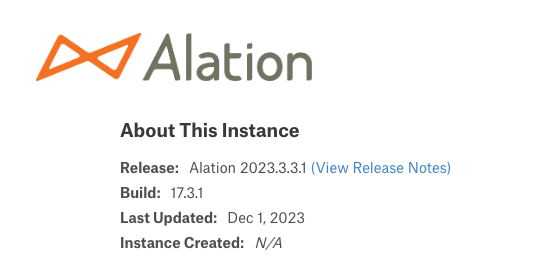 Alation
About This Instance
Release: Alation 2023.3.3.1 (View Release Notes)
Build: 17.3.1
Last Updated: Dec 1, 2023
Instance Created: N/A